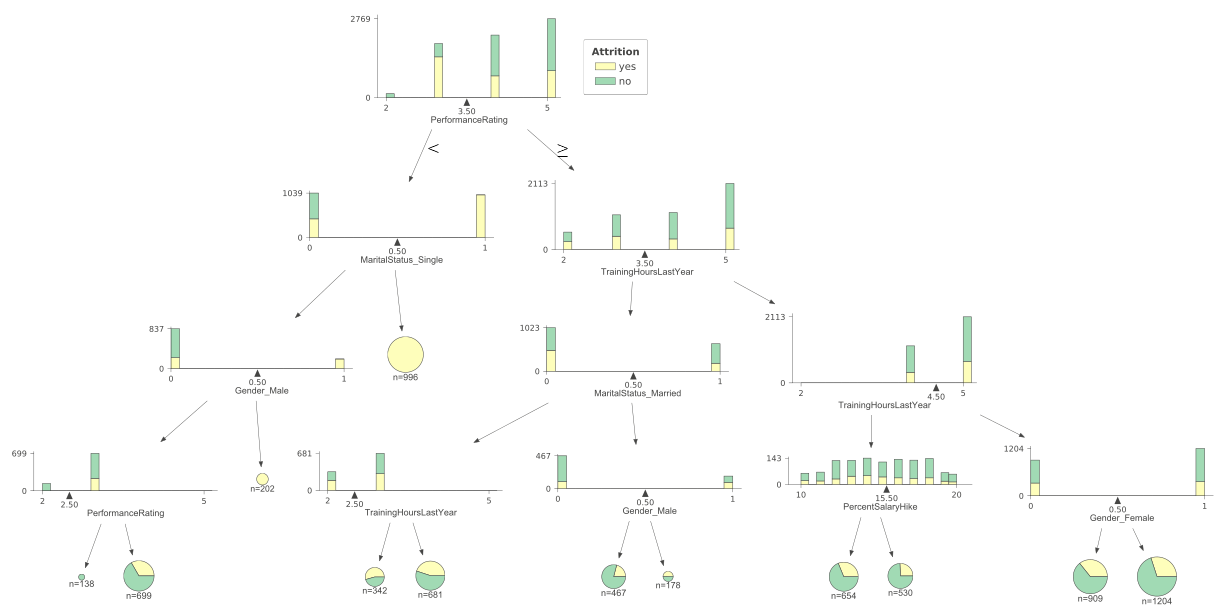 2769
0
2
3.50
5
PerformanceRating
Attrition
yes
no
<
≥
1039
0
0
0.50
1
MaritalStatus_Single
2113
0
2
3.50
5
TrainingHoursLastYear
837
0
0
0.50
1
Gender_Male
n=996
1023
0
0
0.50
1
MaritalStatus_Married
2113
0
2
4.50
5
TrainingHoursLastYear
699
0
2
2.50
5
PerformanceRating
n=202
681
0
2
2.50
5
TrainingHoursLastYear
467
0
0
0.50
1
Gender_Male
143
0
10
15.50
20
PercentSalaryHike
1204
0
0
0.50
1
Gender_Female
n=138
n=699
n=342
n=681
n=467
n=178
n=654
n=530
n=909
n=1204